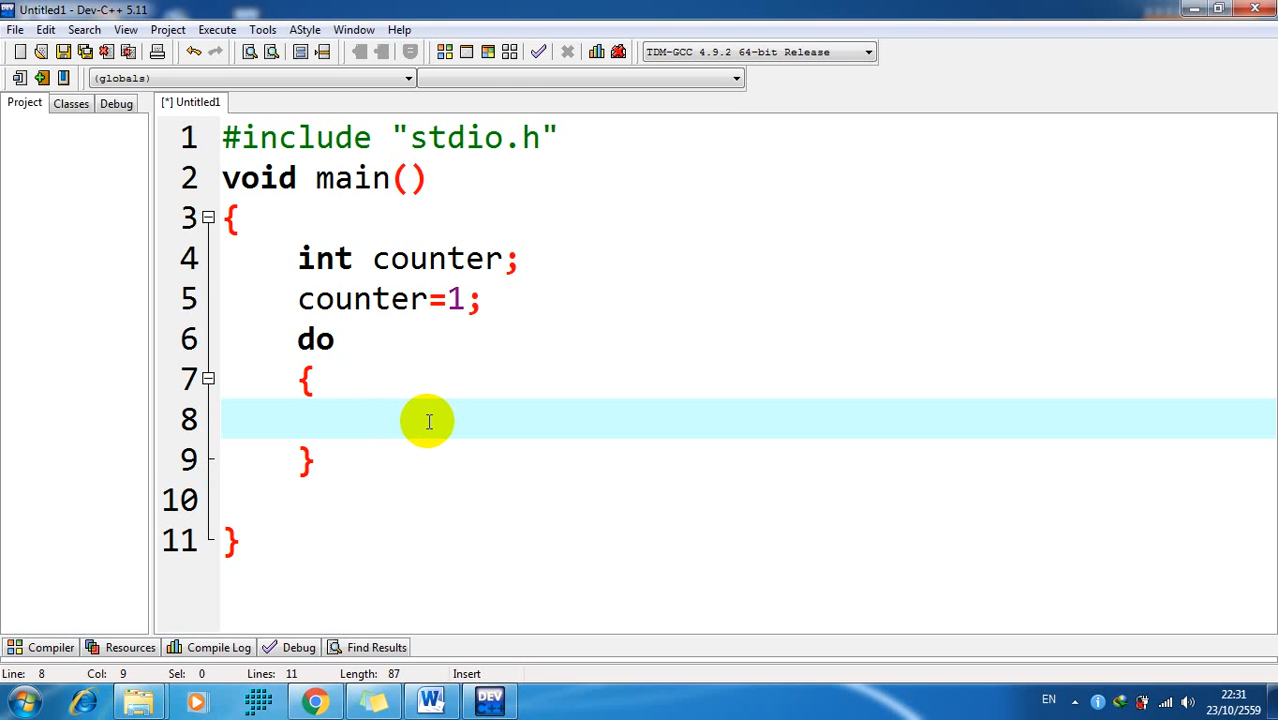 Untitled1 - Dev-C++ 5.11
File Edit Search View Project Execute Tools AStyle Window Help
TDM-GCC 4.9.2 64-bit Release
(globals)
Project Classes Debug [*] Untitled1
1 #include "stdio.h"
2 void main()
3 {
4 int counter;
5 counter=1;
6 do
7 {
8
9 }
10
11 }
Compiler Resources Compile Log Debug Find Results
Line: 8 Col: 9 Sel: 0 Lines: 11 Length: 87 Insert
EN 22:31
23/10/2559